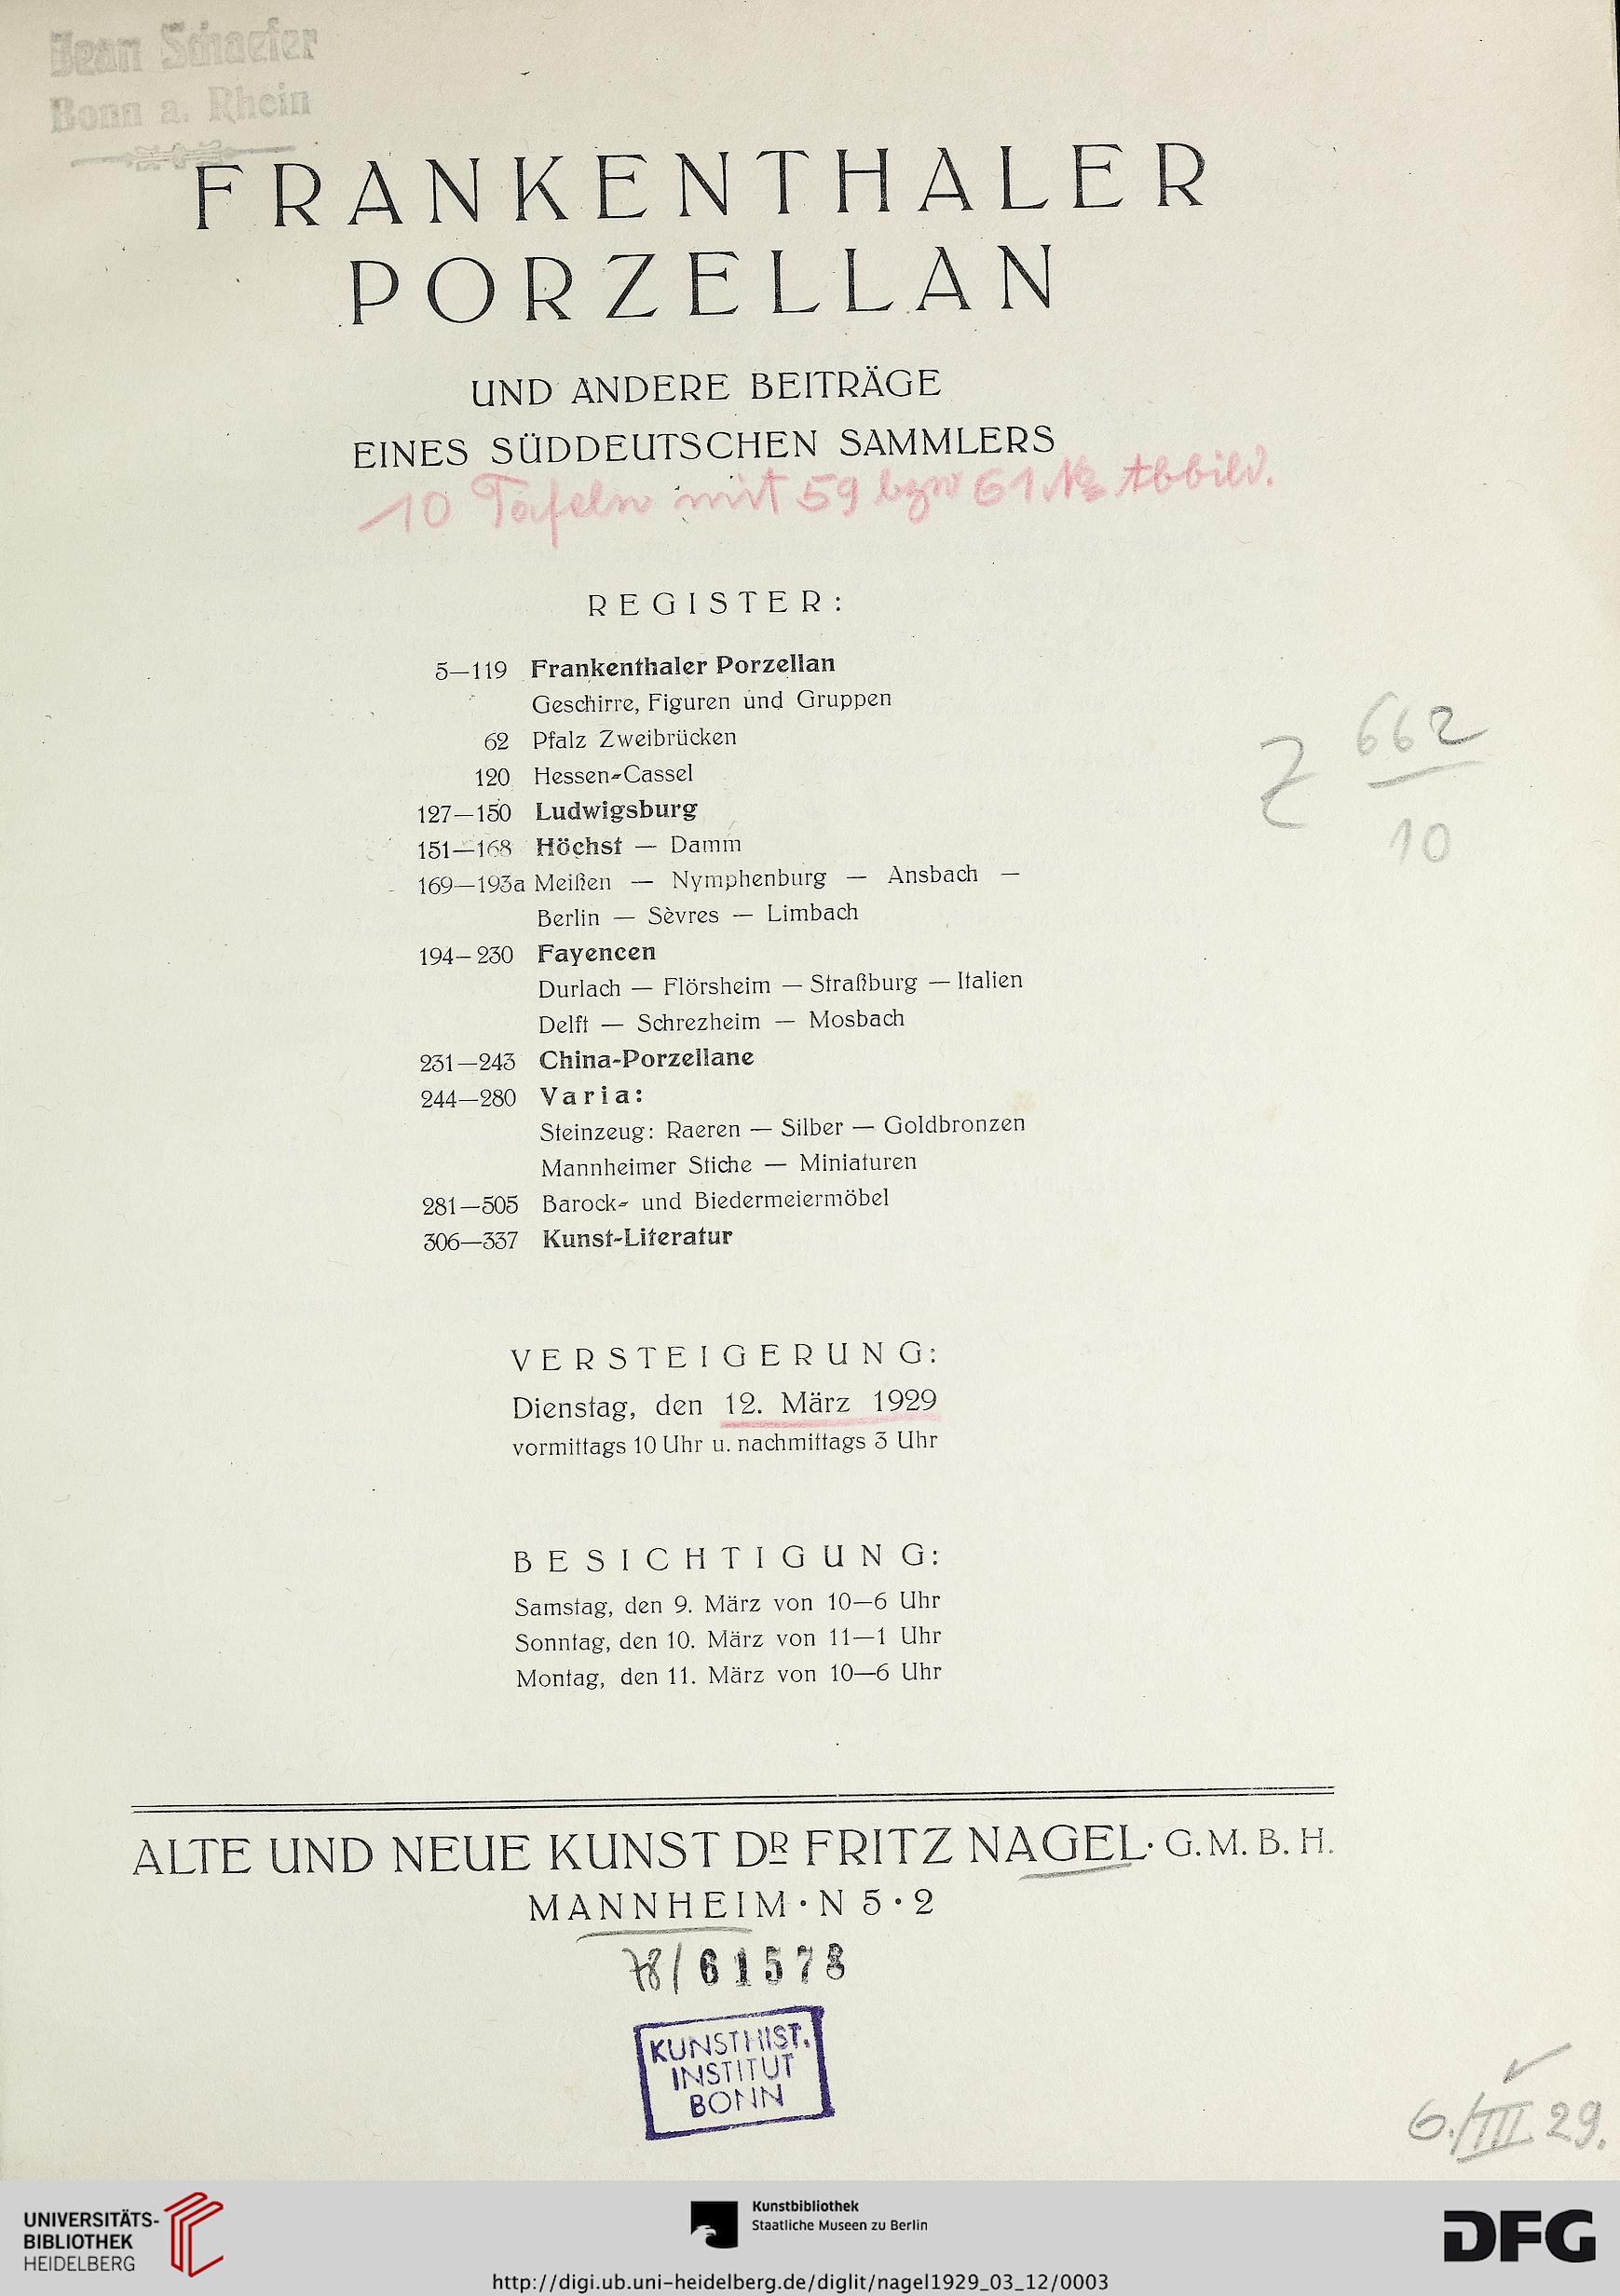 Jean Schaefer
Bonn a. Rhein
FRANKENTHALER
PORZELLAN
UND ANDERE BEITRÄGE
EINES SÜDDEUTSCHEN SAMMLERS
10 Tafeln mit 59 bzw 61 № Abbild.
REGISTER:
5—119 Frankenthaler Porzellan
Geschirre, Figuren und Gruppen
62 Pfalz Zweibrücken
120 Hessen-Cassel
127—150 Ludwigsburg
151—168 Höchst — Damm
169—193a Meißen — Nymphenburg — Ansbach —
Berlin — Sèvres — Limbach
194—230 Fayencen
Durlach — Flörsheim — Straßburg — Italien
Delft — Schrezheim — Mosbach
231—243 China-Porzellane
244—280 Varia:
Steinzeug: Raeren — Silber — Goldbronzen
Mannheimer Stiche — Miniaturen
281—505 Barock- und Biedermeiermöbel
306—337 Kunst-Literatur
Z 662
10
VERSTEIGERUNG:
Dienstag, den 12. März 1929
vormittags 10 Uhr u. nachmittags 3 Uhr
BESICHTIGUNG:
Samstag, den 9. März von 10—6 Uhr
Sonntag, den 10. März von 11—1 Uhr
Montag, den 11. März von 10—6 Uhr
ALTE UND NEUE KUNST DR FRITZ NAGEL · G. M. B. H.
MANNHEIM · N 5 · 2
78/61578
KUNSTHIST.
INSTITUT
BONN
6./III 29.
UNIVERSITÄTS-
BIBLIOTHEK
HEIDELBERG
Kunstbibliothek
Staatliche Museen zu Berlin
DFG
http://digi.ub.uni-heidelberg.de/diglit/nagel1929_03_12/0003